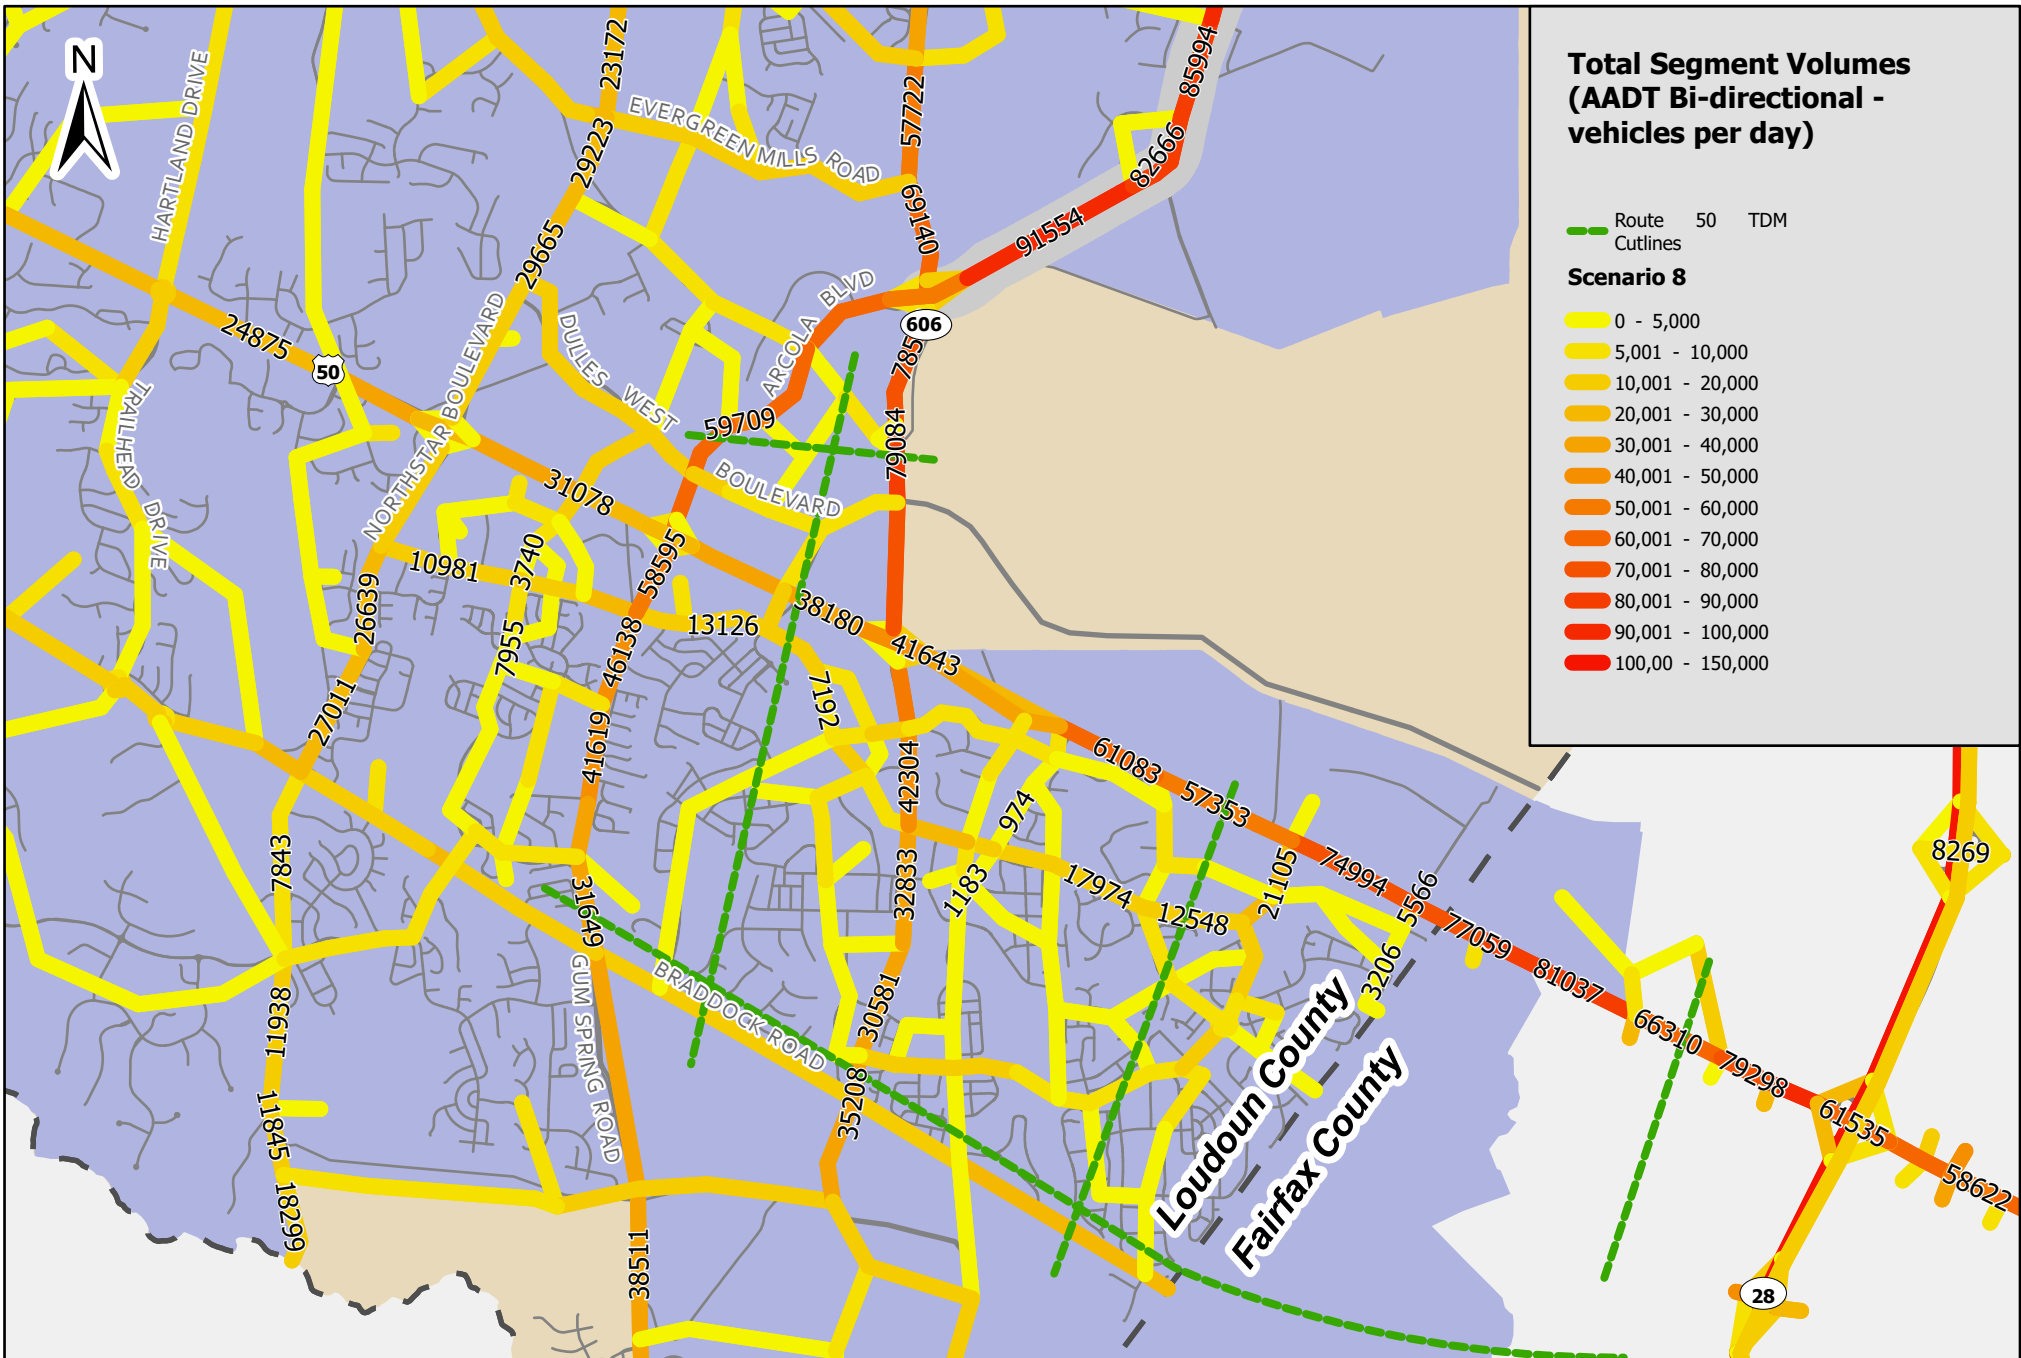 Total Segment Volumes
(AADT Bi-directional -
vehicles per day)
Route 50 TDM
Cutlines
Scenario 8
0 - 5,000
5,001 - 10,000
10,001 - 20,000
20,001 - 30,000
30,001 - 40,000
40,001 - 50,000
50,001 - 60,000
60,001 - 70,000
70,001 - 80,000
80,001 - 90,000
90,001 - 100,000
100,00 - 150,000
N
HARTLAND DRIVE
23172
57722
85994
EVERGREEN MILLS ROAD
29223
82666
69140
91554
29665
ARCOLA BLVD
606
785
24875
50
NORTHSTAR BOULEVARD
DULLES WEST
BOULEVARD
TRAILHEAD DRIVE
59709
79084
31078
10981
3740
58595
26639
38180
13126
41643
7955
46138
7192
27011
41619
42304
61083
57353
974
7843
32833
1183
17974
12548
21105
74994
5566
77059
8269
31649
3206
81037
GUM SPRING ROAD
BRADDOCK ROAD
30581
66310
79298
11938
35208
61535
11845
58622
18299
38511
Loudoun County
Fairfax County
28